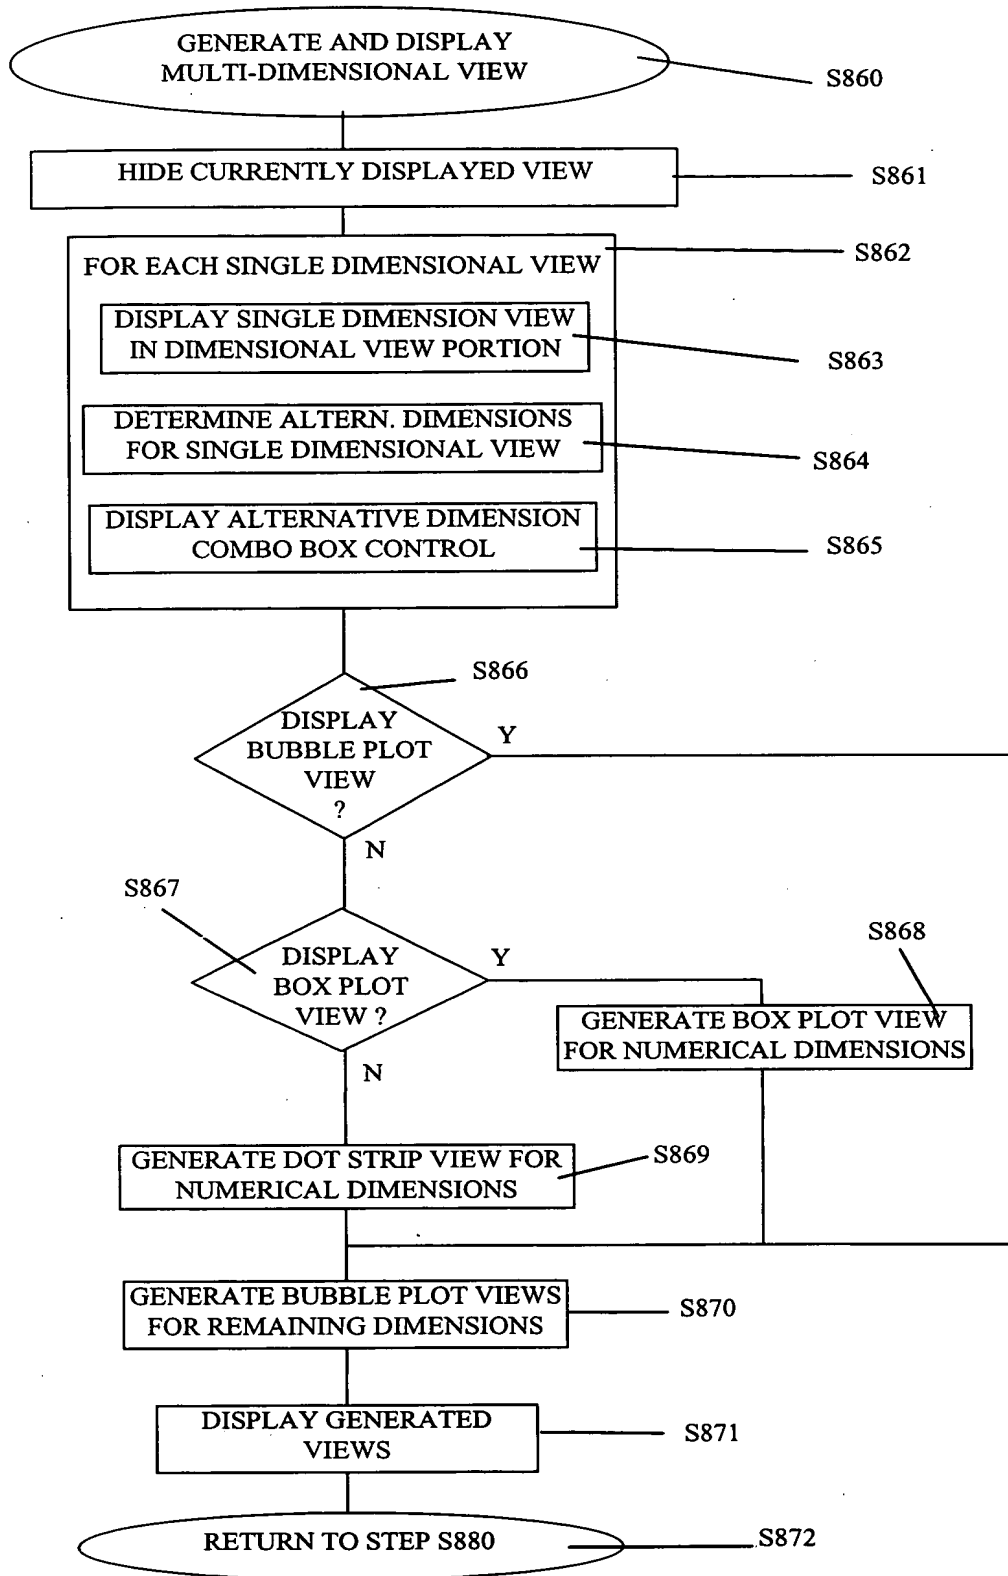 GENERATE AND DISPLAY
MULTI-DIMENSIONAL VIEW
S860
HIDE CURRENTLY DISPLAYED VIEW
S861
S862
FOR EACH SINGLE DIMENSIONAL VIEW
DISPLAY SINGLE DIMENSION VIEW
IN DIMENSIONAL VIEW PORTION
S863
DETERMINE ALTERN. DIMENSIONS
FOR SINGLE DIMENSIONAL VIEW
S864
DISPLAY ALTERNATIVE DIMENSION
COMBO BOX CONTROL
S865
S866
DISPLAY
BUBBLE PLOT
VIEW
?
Y
N
S867
DISPLAY
BOX PLOT
VIEW ?
Y
N
S868
GENERATE BOX PLOT VIEW
FOR NUMERICAL DIMENSIONS
GENERATE DOT STRIP VIEW FOR
NUMERICAL DIMENSIONS
S869
GENERATE BUBBLE PLOT VIEWS
FOR REMAINING DIMENSIONS
S870
DISPLAY GENERATED
VIEWS
S871
RETURN TO STEP S880
S872